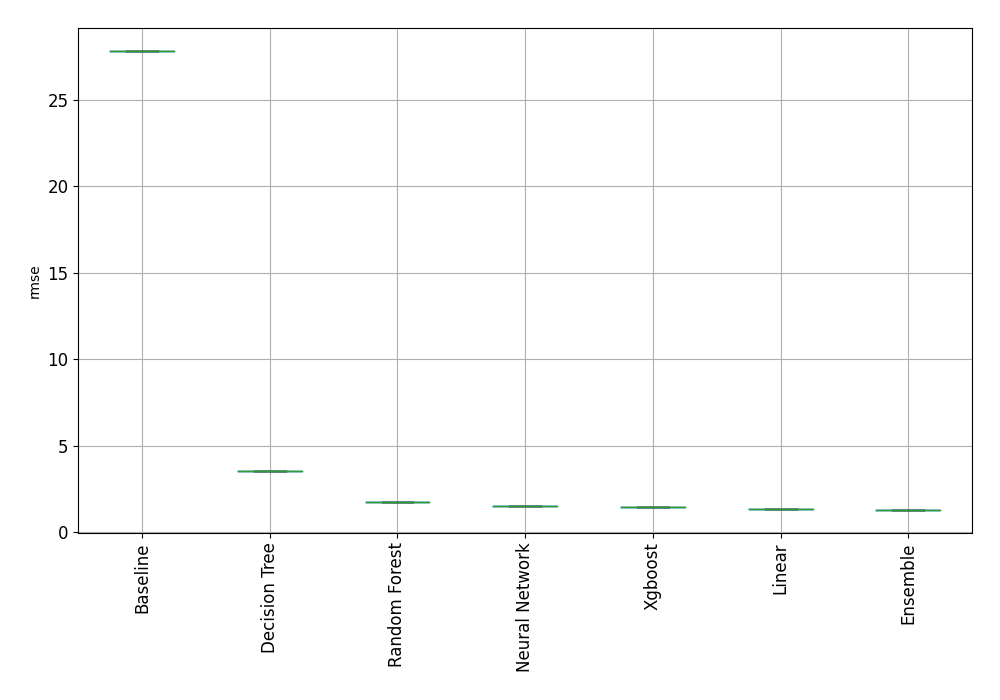 rmse
25
20
15
10
5
0
Baseline
Decision Tree
Random Forest
Neural Network
Xgboost
Linear
Ensemble